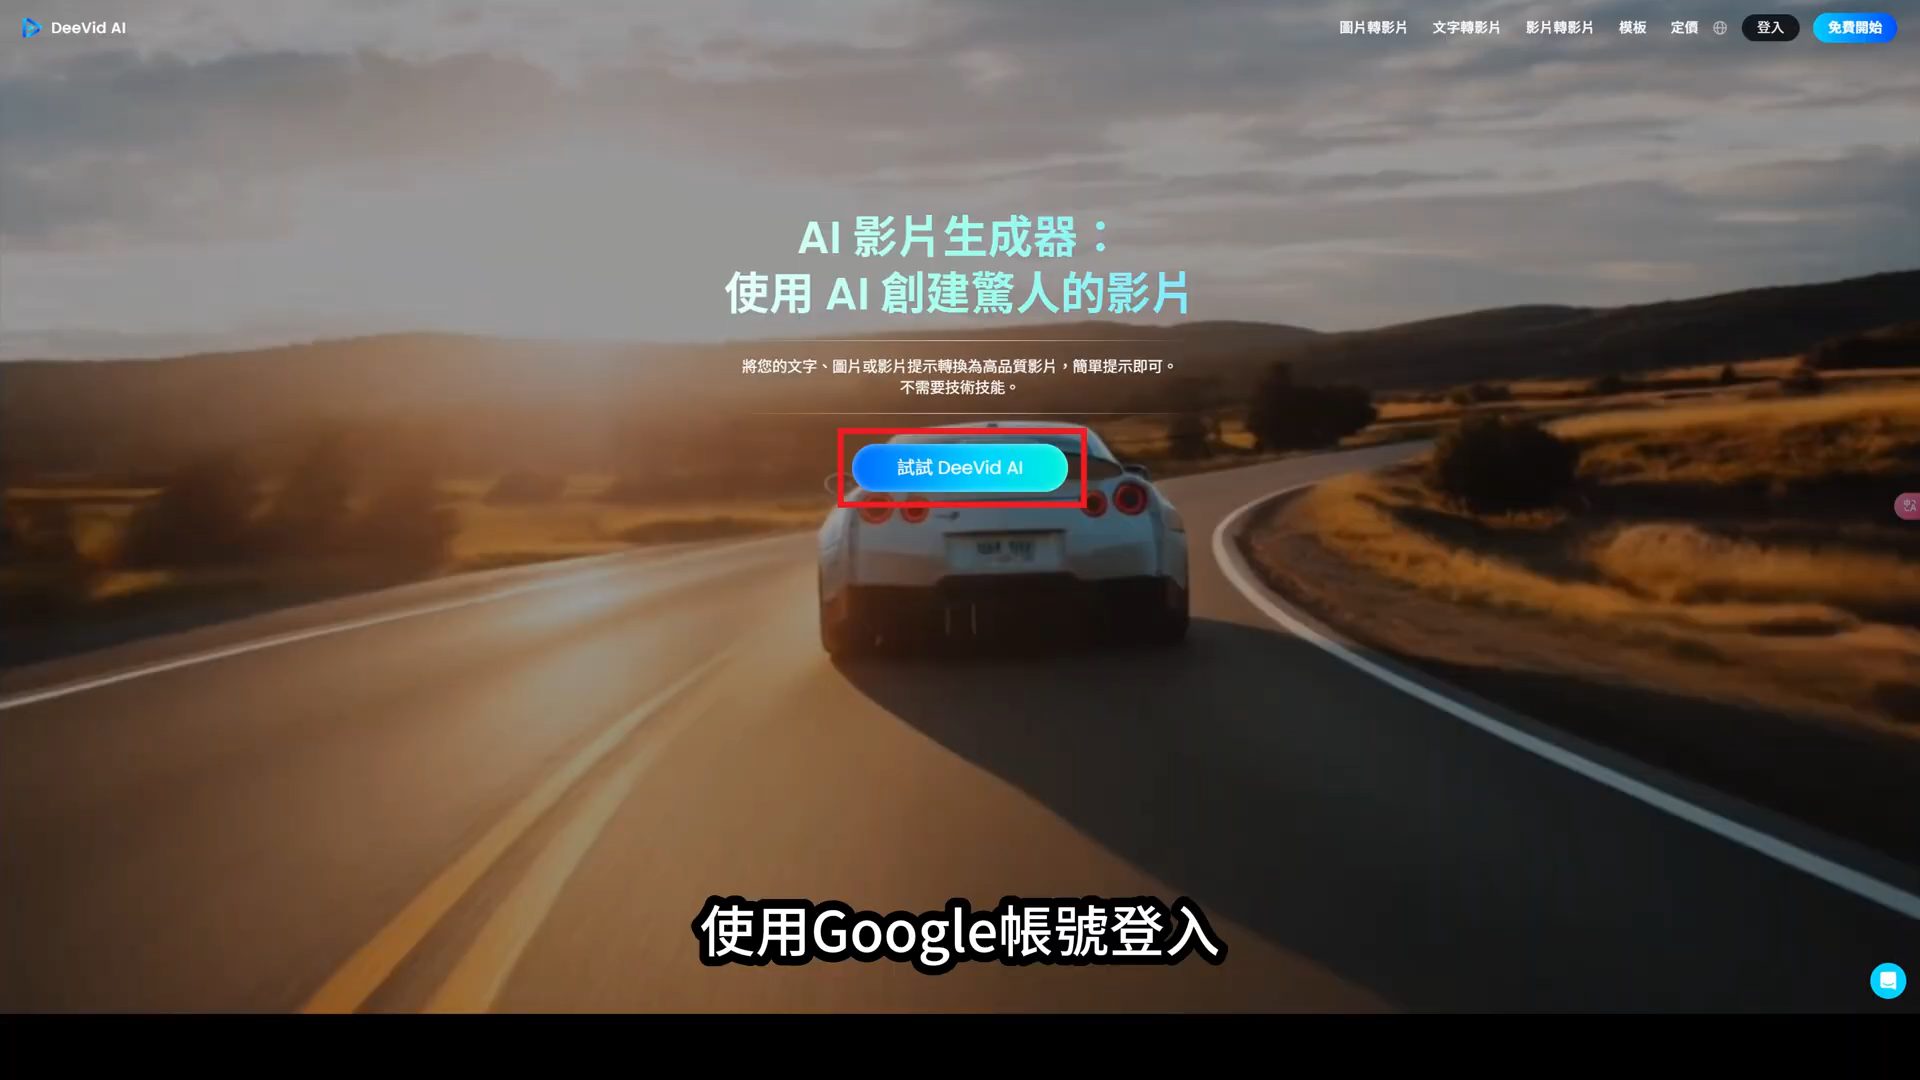 DeeVid AI
圖片轉影片
文字轉影片
影片轉影片
模板
定價
登入
免費開始
AI 影片生成器：
使用 AI 創建驚人的影片
將您的文字、圖片或影片提示轉換為高品質影片，簡單提示即可。
不需要技術技能。
試試 DeeVid AI
使用Google帳號登入